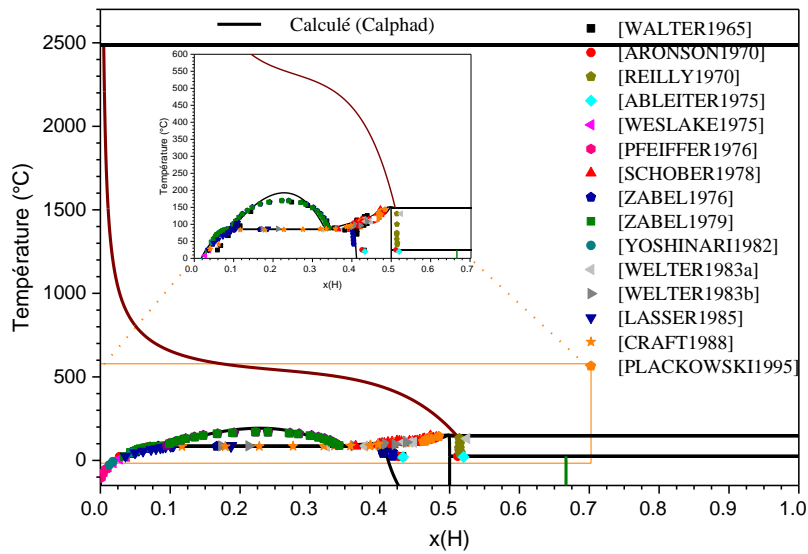 Calculé (Calphad)
[WALTER1965]
[ARONSON1970]
[REILLY1970]
[ABLEITER1975]
[WESLAKE1975]
[PFEIFFER1976]
[SCHOBER1978]
[ZABEL1976]
[ZABEL1979]
[YOSHINARI1982]
[WELTER1983a]
[WELTER1983b]
[LASSER1985]
[CRAFT1988]
[PLACKOWSKI1995]
Température (°C)
2500
2000
1500
1000
500
0
0.0 0.1 0.2 0.3 0.4 0.5 0.6 0.7 0.8 0.9 1.0
x(H)
Température (°C)
600
550
500
450
400
350
300
250
200
150
100
50
0
0.0 0.1 0.2 0.3 0.4 0.5 0.6 0.7
x(H)